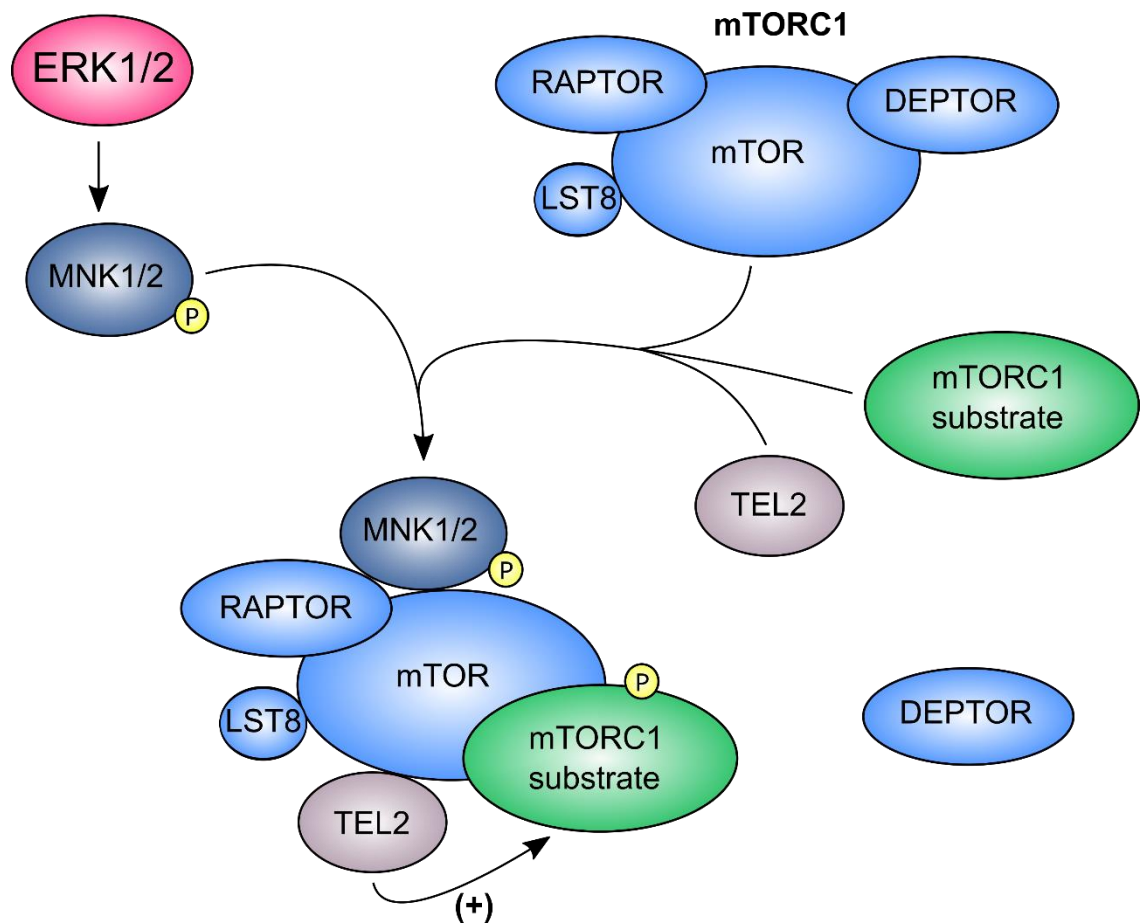 mTORC1
ERK1/2
RAPTOR
DEPTOR
mTOR
LST8
MNK1/2
P
mTORC1
substrate
TEL2
MNK1/2
P
RAPTOR
mTOR
P
LST8
DEPTOR
mTORC1
substrate
TEL2
(+)